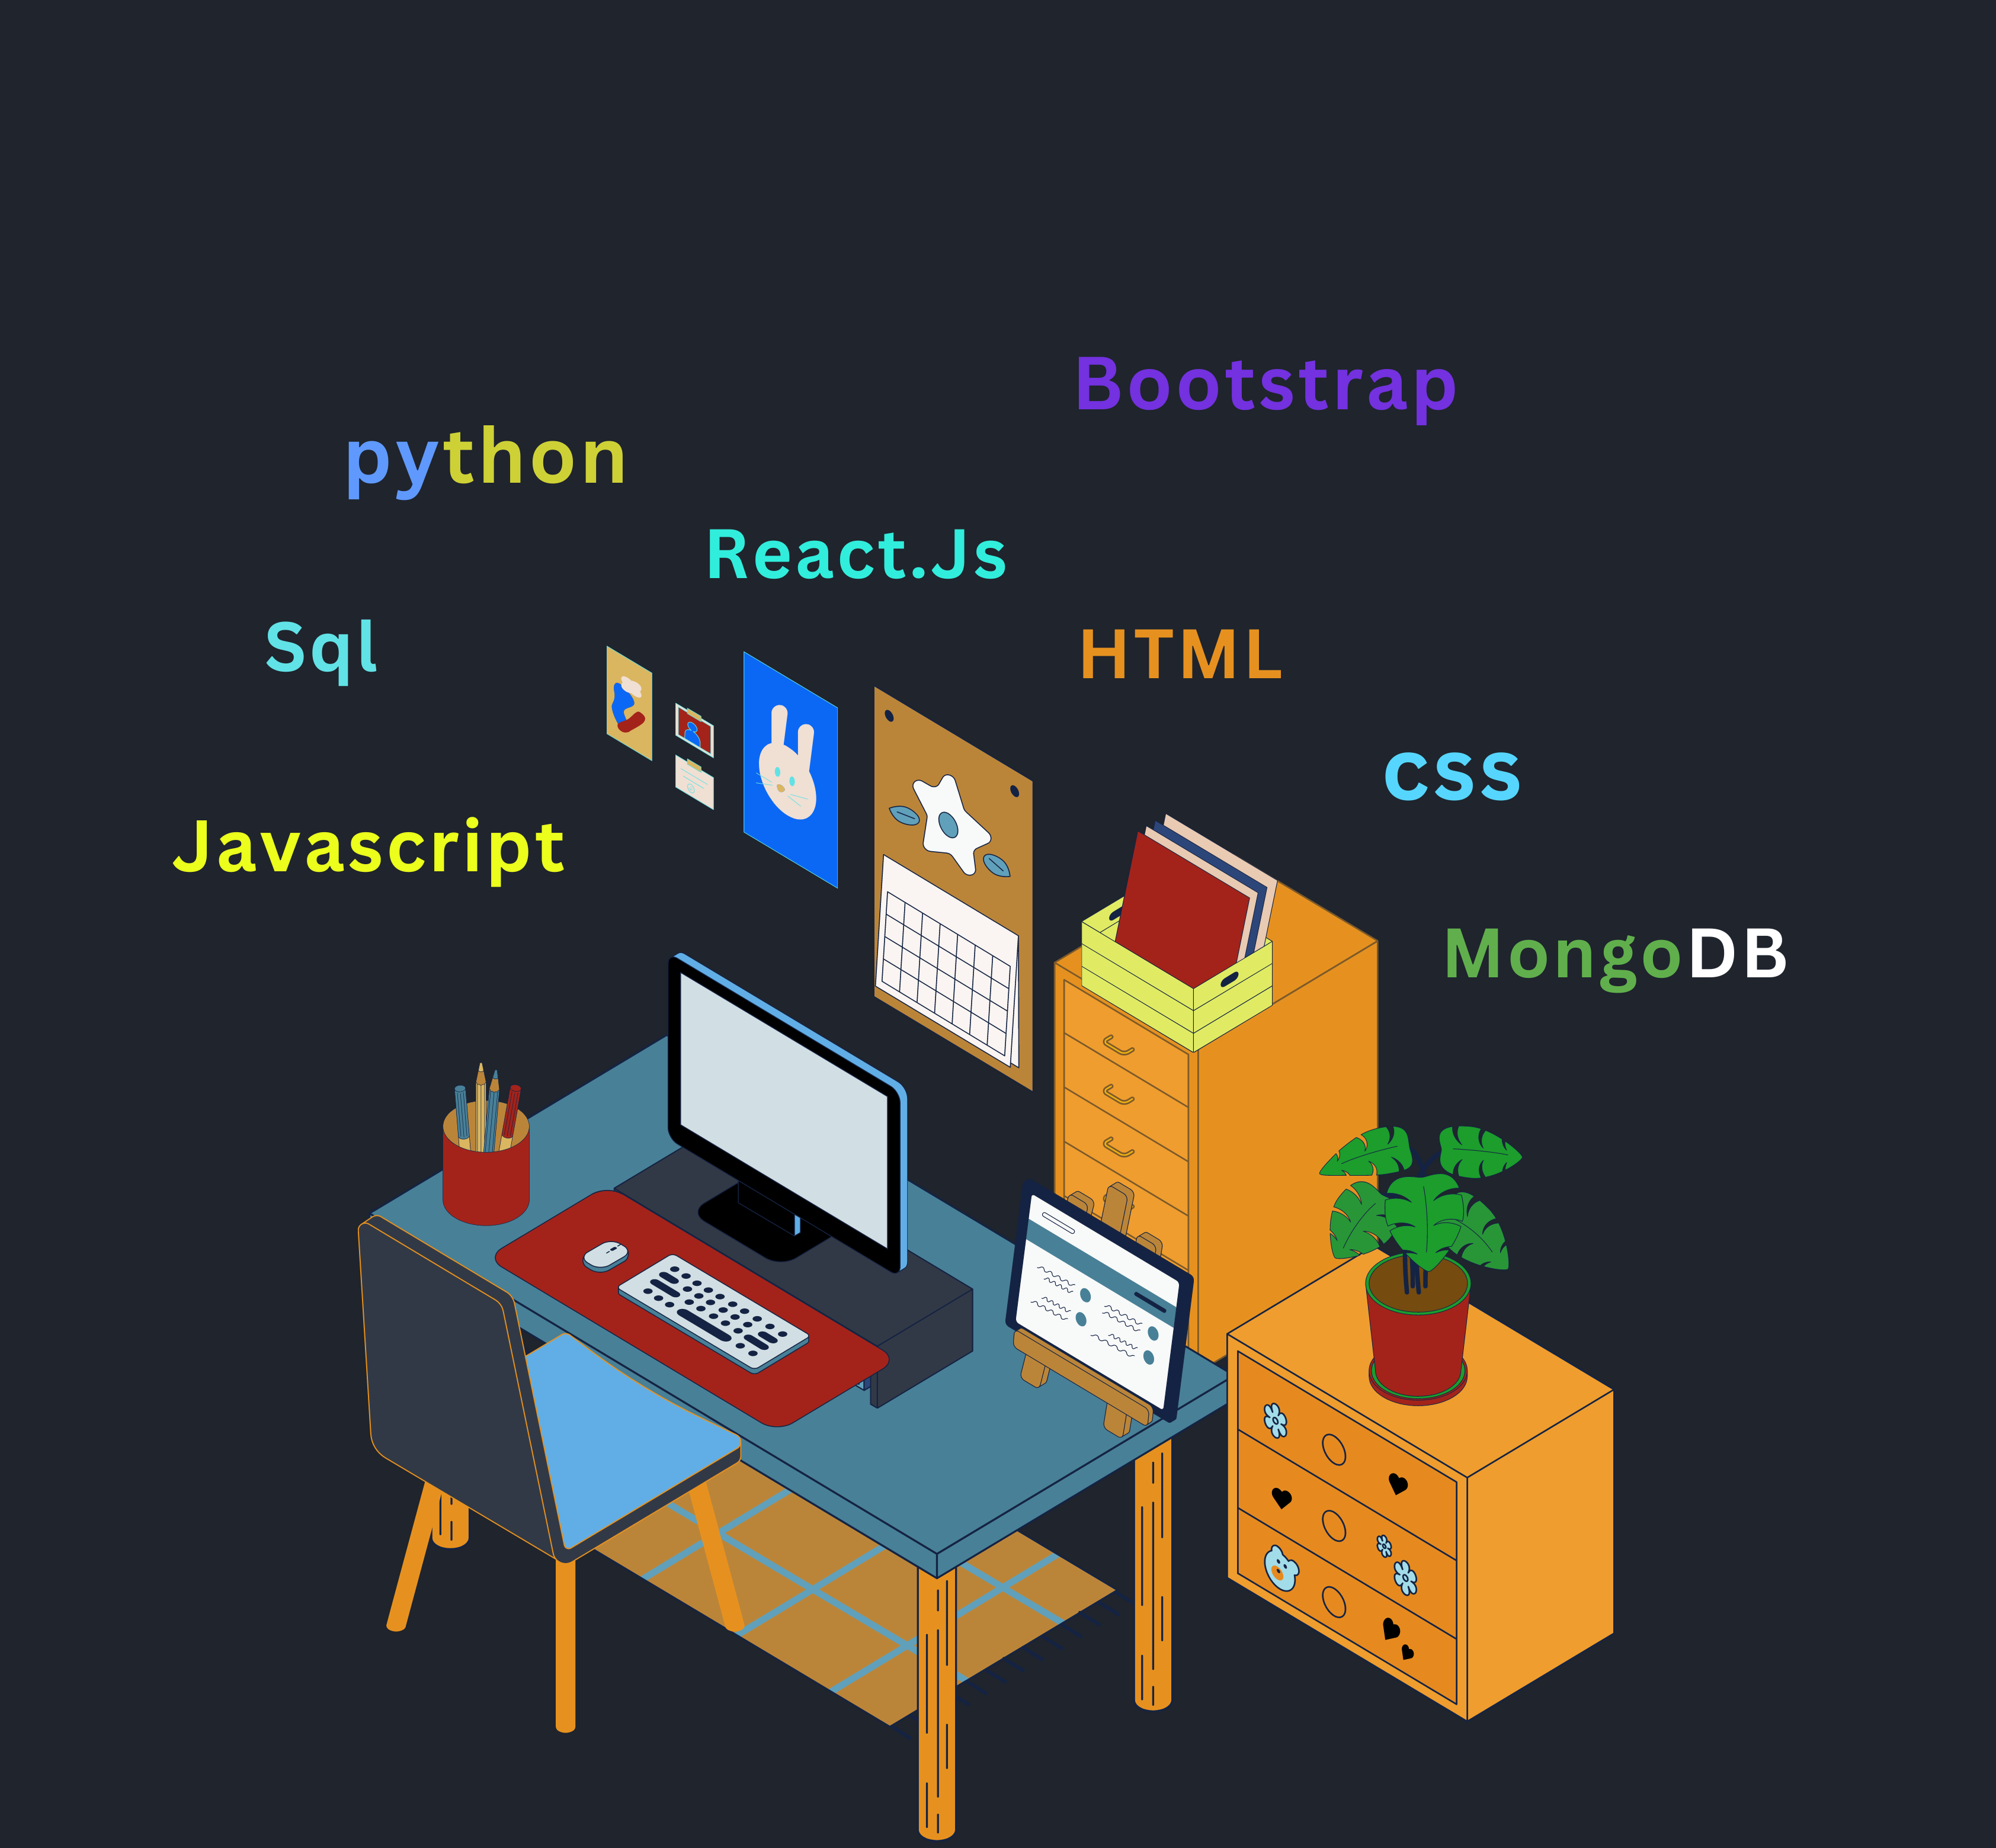 Bootstrap
python
React.Js
Sql
HTML
css
Javascript
MongoDB